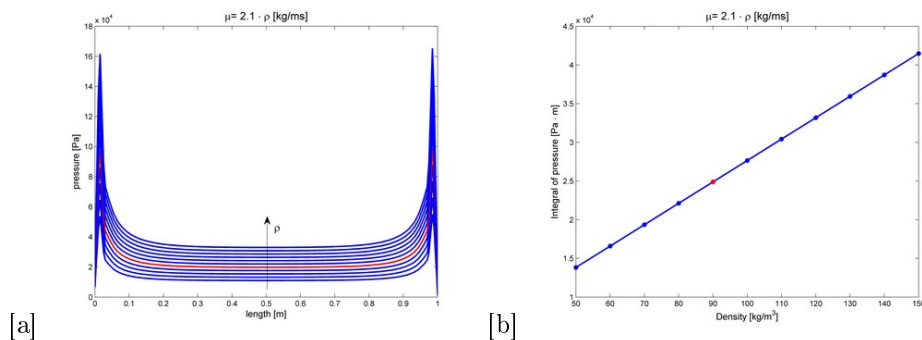 μ= 2.1 · ρ [kg/ms]
x 10⁴
18
16
14
12
10
8
6
4
2
0
pressure [Pa]
ρ
0 0.1 0.2 0.3 0.4 0.5 0.6 0.7 0.8 0.9 1
length [m]
[a]
μ= 2.1 · ρ [kg/ms]
x 10⁴
4.5
4
3.5
3
2.5
2
1.5
1
Integral of pressure [Pa · m]
50 60 70 80 90 100 110 120 130 140 150
Density [kg/m³]
[b]